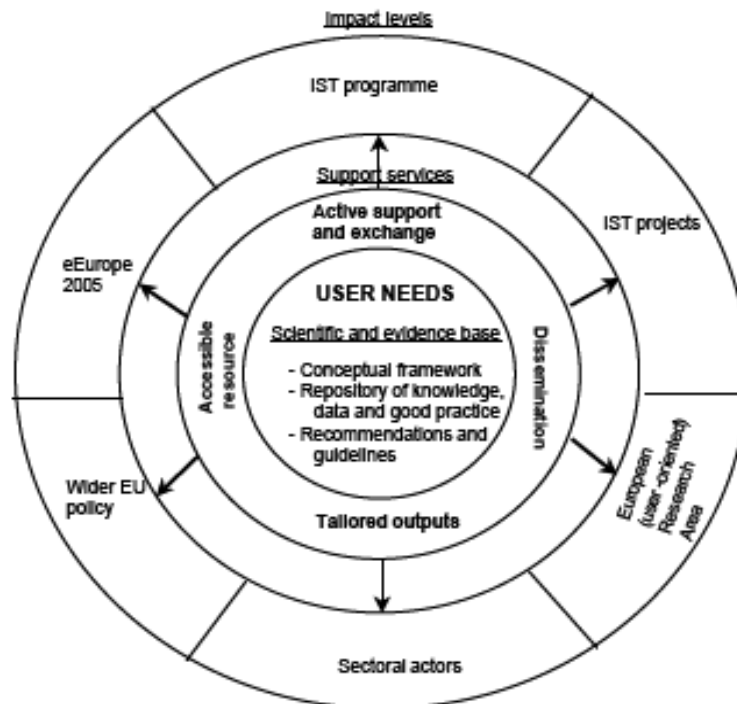 Impact levels
IST programme
Support services
Active support
and exchange
IST projects
eEurope
2005
USER NEEDS
Scientific and evidence base
- Conceptual framework
- Repository of knowledge,
data and good practice
- Recommendations and
guidelines
Accessible
resource
Dissemination
Wider EU
policy
Tailored outputs
European
(user-oriented)
Research
Area
Sectoral actors